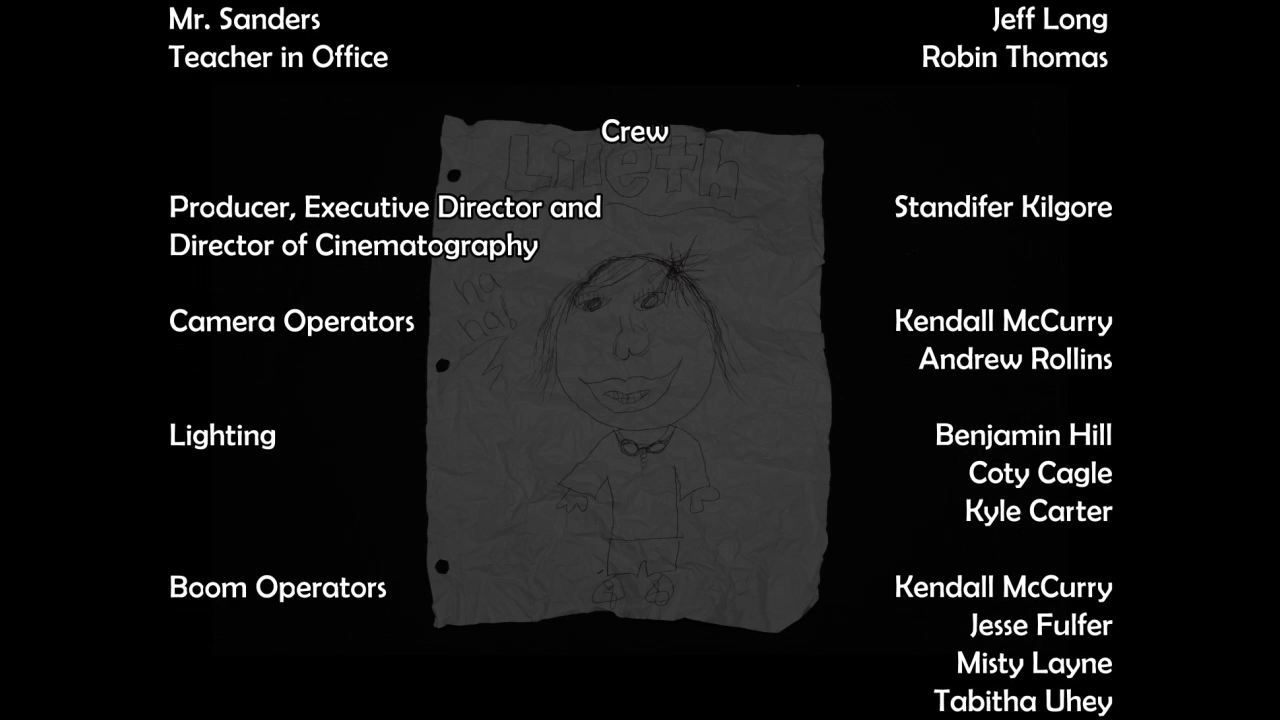 Mr. Sanders Jeff Long
Teacher in Office Robin Thomas
Crew
Lileth
Producer, Executive Director and Standifer Kilgore
Director of Cinematography
ha
ha!
Camera Operators Kendall McCurry
Andrew Rollins
Lighting Benjamin Hill
Coty Cagle
Kyle Carter
Boom Operators Kendall McCurry
Jesse Fulfer
Misty Layne
Tabitha Uhey